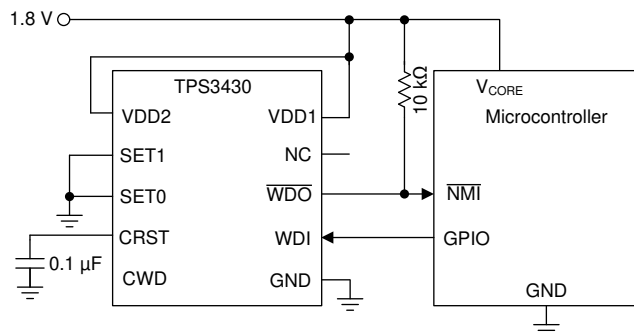 1.8 V
TPS3430
VDD2
VDD1
SET1
NC
SET0
WDO
CRST
WDI
0.1 µF
CWD
GND
10 kΩ
VCORE
Microcontroller
NMI
GPIO
GND